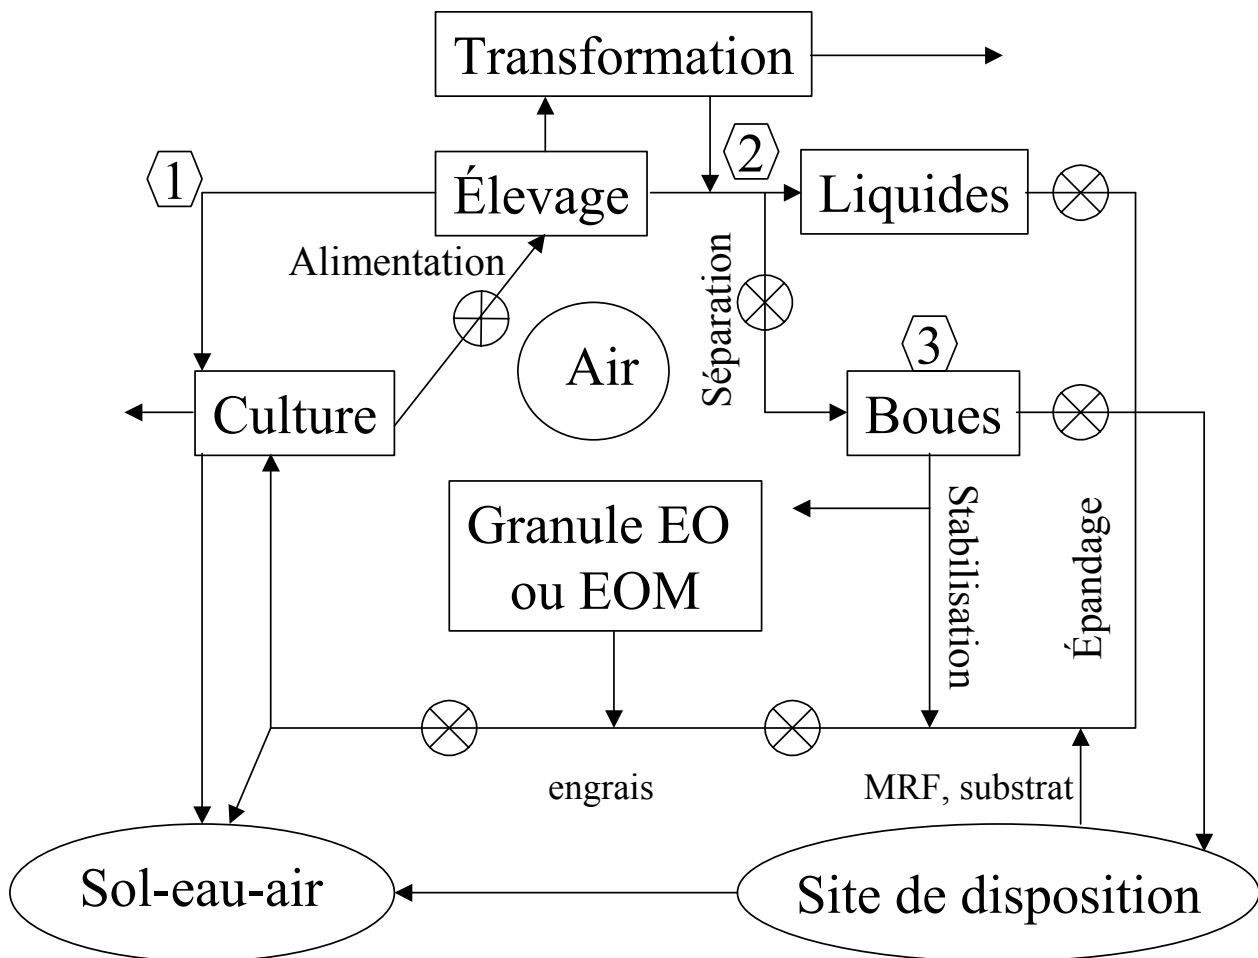 Transformation
1
2
Élevage
Liquides
Alimentation
Séparation
Air
3
Culture
Boues
Granule EO
ou EOM
Stabilisation
Épandage
engrais
MRF, substrat
Sol-eau-air
Site de disposition